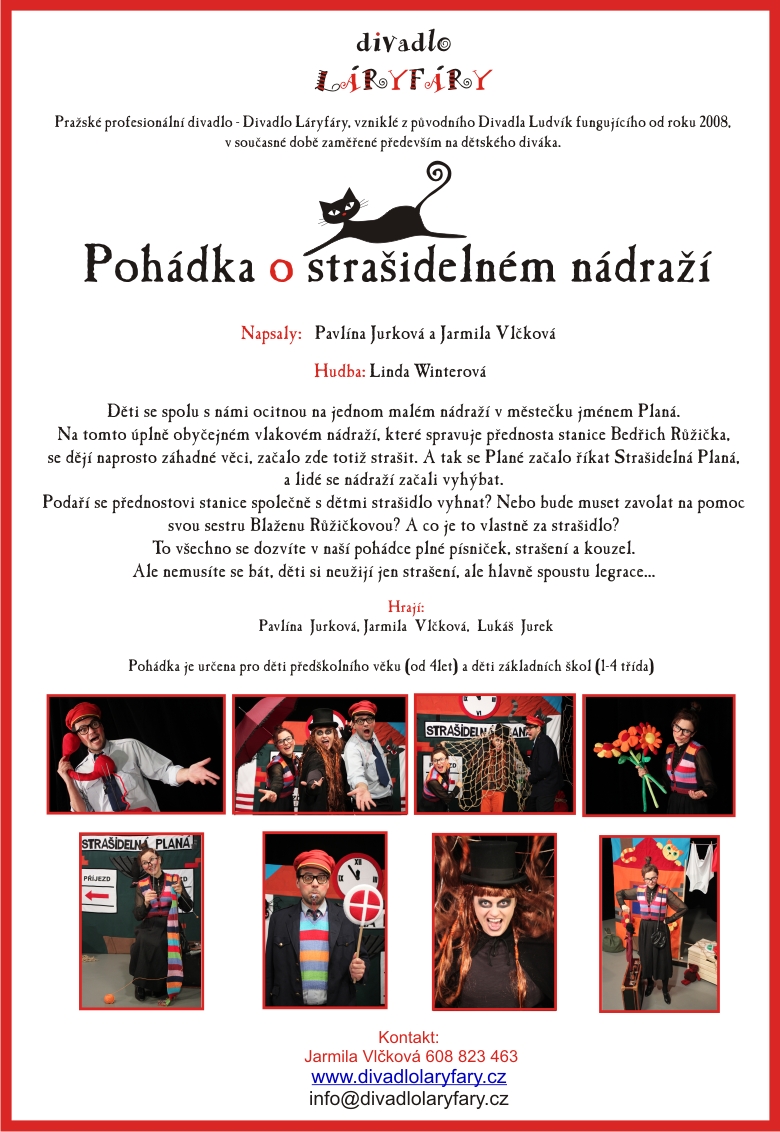 divadlo
LÁRYFÁRY
Pražské profesionální divadlo - Divadlo Láryfáry, vzniklé z původního Divadla Ludvík fungujícího od roku 2008,
v současné době zaměřené především na dětského diváka.
Pohádka o strašidelném nádraží
Napsaly: Pavlína Jurková a Jarmila Vlčková
Hudba: Linda Winterová
Děti se spolu s námi ocitnou na jednom malém nádraží v městečku jménem Planá.
Na tomto úplně obyčejném vlakovém nádraží, které spravuje přednosta stanice Bedřich Růžička,
se dějí naprosto záhadné věci, začalo zde totiž strašit. A tak se Plané začalo říkat Strašidelná Planá,
a lidé se nádraží začali vyhýbat.
Podaří se přednostovi stanice společně s dětmi strašidlo vyhnat? Nebo bude muset zavolat na pomoc
svou sestru Blaženu Růžičkovou? A co je to vlastně za strašidlo?
To všechno se dozvíte v naší pohádce plné písniček, strašení a kouzel.
Ale nemusíte se bát, děti si neužijí jen strašení, ale hlavně spoustu legrace...
Hrají:
Pavlína Jurková, Jarmila Vlčková, Lukáš Jurek
Pohádka je určena pro děti předškolního věku (od 4let) a děti základních škol (1-4 třída)
STRAŠIDELNÁ PLANÁ
STRAŠIDELNÁ PLANÁ
PŘÍJEZD
XII
Kontakt:
Jarmila Vlčková 608 823 463
www.divadlolaryfary.cz
info@divadlolaryfary.cz